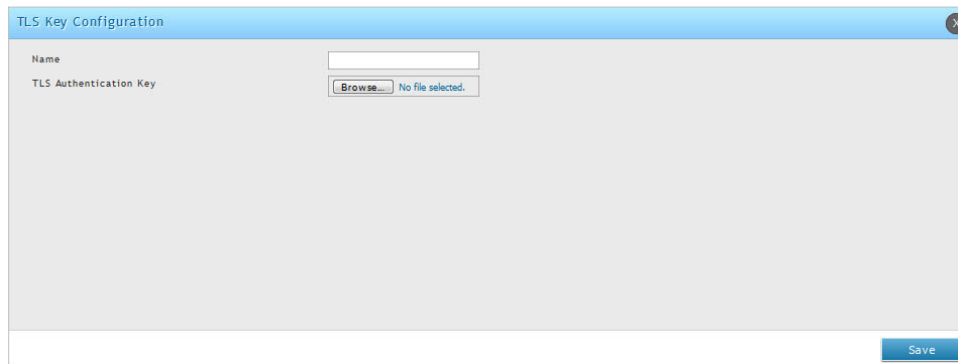 TLS Key Configuration
X
Name
TLS Authentication Key
Browse... No file selected.
Save